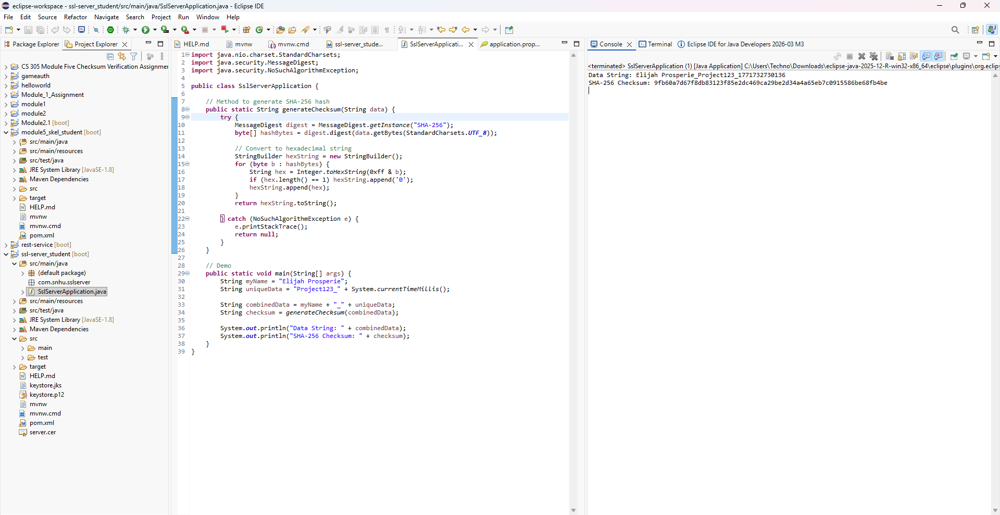 eclipse-workspace - ssl-server_student/src/main/java/SslServerApplication.java - Eclipse IDE
File Edit Source Refactor Navigate Search Project Run Window Help
Package Explorer Project Explorer
CS 305 Module Five Checksum Verification Assignmer
gameauth
helloworld
Module_1_Assignment
module1
module2
Module2.1 [boot]
module5_skel_student [boot]
src/main/java
src/main/resources
src/test/java
JRE System Library [JavaSE-1.8]
Maven Dependencies
src
target
HELP.md
mvnw
mvnw.cmd
pom.xml
rest-service [boot]
ssl-server_student [boot]
src/main/java
(default package)
com.snhu.sslserver
SslServerApplication.java
src/main/resources
src/test/java
JRE System Library [JavaSE-1.8]
Maven Dependencies
src
main
test
target
HELP.md
keystore.jks
keystore.p12
mvnw
mvnw.cmd
pom.xml
server.cer
HELP.md mvnw mvnw.cmd ssl-server_stude... SslServerApplicati... application.prop...
1 import java.nio.charset.StandardCharsets;
2 import java.security.MessageDigest;
3 import java.security.NoSuchAlgorithmException;
4
5 public class SslServerApplication {
6
7 // Method to generate SHA-256 hash
8 public static String generateChecksum(String data) {
9 try {
10 MessageDigest digest = MessageDigest.getInstance("SHA-256");
11 byte[] hashBytes = digest.digest(data.getBytes(StandardCharsets.UTF_8));
12
13 // Convert to hexadecimal string
14 StringBuilder hexString = new StringBuilder();
15 for (byte b : hashBytes) {
16 String hex = Integer.toHexString(0xff & b);
17 if (hex.length() == 1) hexString.append('0');
18 hexString.append(hex);
19 }
20 return hexString.toString();
21
22 } catch (NoSuchAlgorithmException e) {
23 e.printStackTrace();
24 return null;
25 }
26 }
27
28 // Demo
29 public static void main(String[] args) {
30 String myName = "Elijah Prosperie";
31 String uniqueData = "Project123_" + System.currentTimeMillis();
32
33 String combinedData = myName + "_" + uniqueData;
34 String checksum = generateChecksum(combinedData);
35
36 System.out.println("Data String: " + combinedData);
37 System.out.println("SHA-256 Checksum: " + checksum);
38 }
39 }
Console Terminal Eclipse IDE for Java Developers 2026-03 M3
<terminated> SslServerApplication (1) [Java Application] C:\Users\Techno\Downloads\eclipse-java-2025-12-R-win32-x86_64\eclipse\plugins\org.eclips
Data String: Elijah Prosperie_Project123_1771732730136
SHA-256 Checksum: 9fb60a7d67f8db83123f85e2dc469ca29be2d34a4a65eb7c0915586be68fb4be